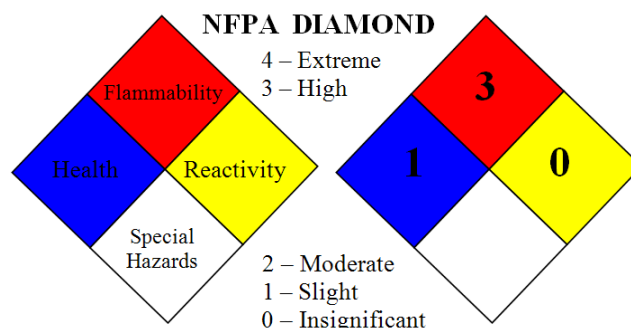 NFPA DIAMOND
4 – Extreme
3 – High
Flammability
Health
Reactivity
Special
Hazards
3
1
0
2 – Moderate
1 – Slight
0 – Insignificant